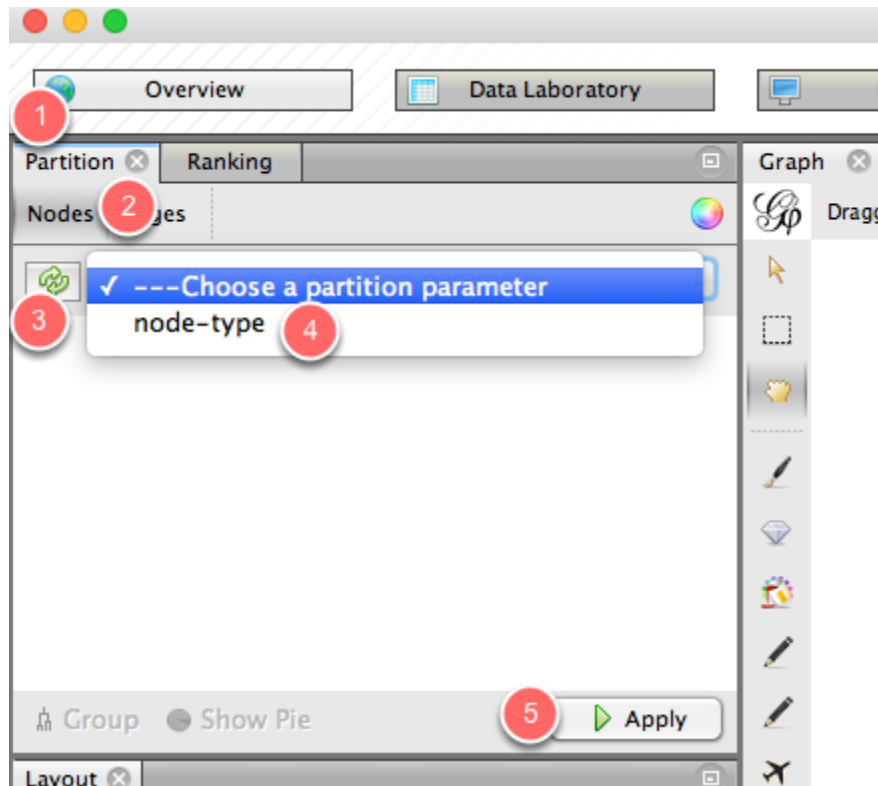 Overview
Data Laboratory
1
Partition
Ranking
Graph
Nodes
2
ges
Dragg
✓ ---Choose a partition parameter
3
node-type
4
Group
Show Pie
5
Apply
Layout